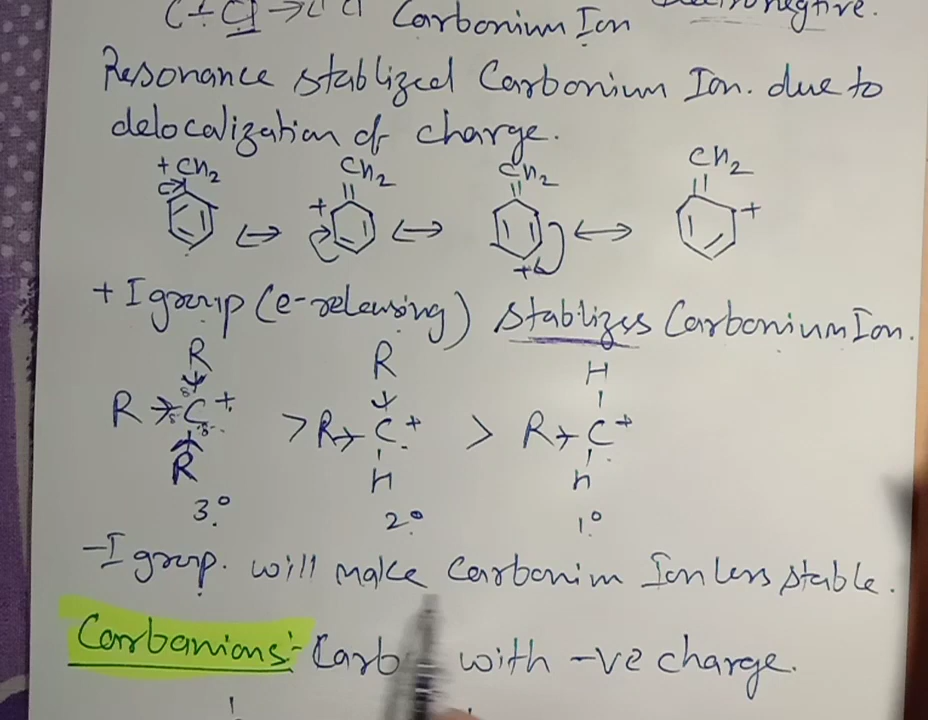 Carbonium Ion
Resonance stablized Carbonium Ion. due to
delocalization of charge.
+CH2 CH2 CH2 CH2
+ + +
+ I group (e-releasing) stablizes Carbonium Ion.
R R H
R C+ > R C+ > R C+
R H H
3° 2° 1°
-I group. will make Carbonim Ion less stable.
Carbanions:- with -ve charge.